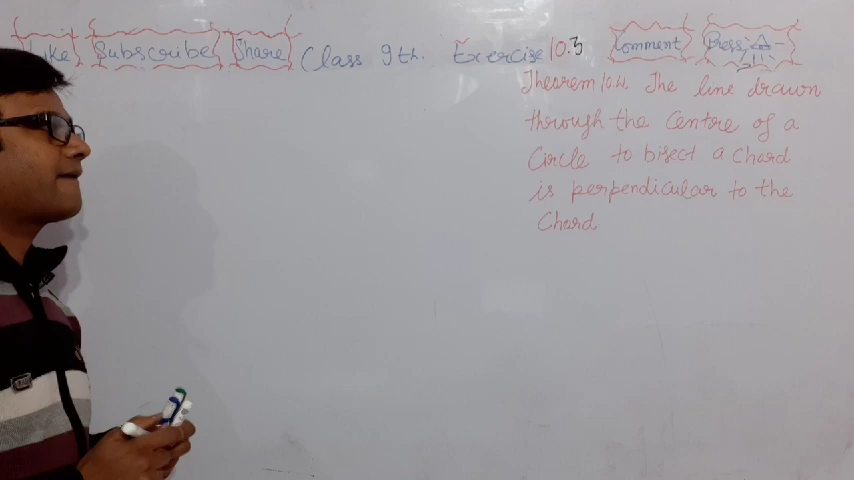 Like Subscribe Share Class 9th. Exercise 10.3 Comment Press
Theorem 10.4 The line drawn
through the Centre of a
Circle to bisect a Chord
is perpendicular to the
Chord